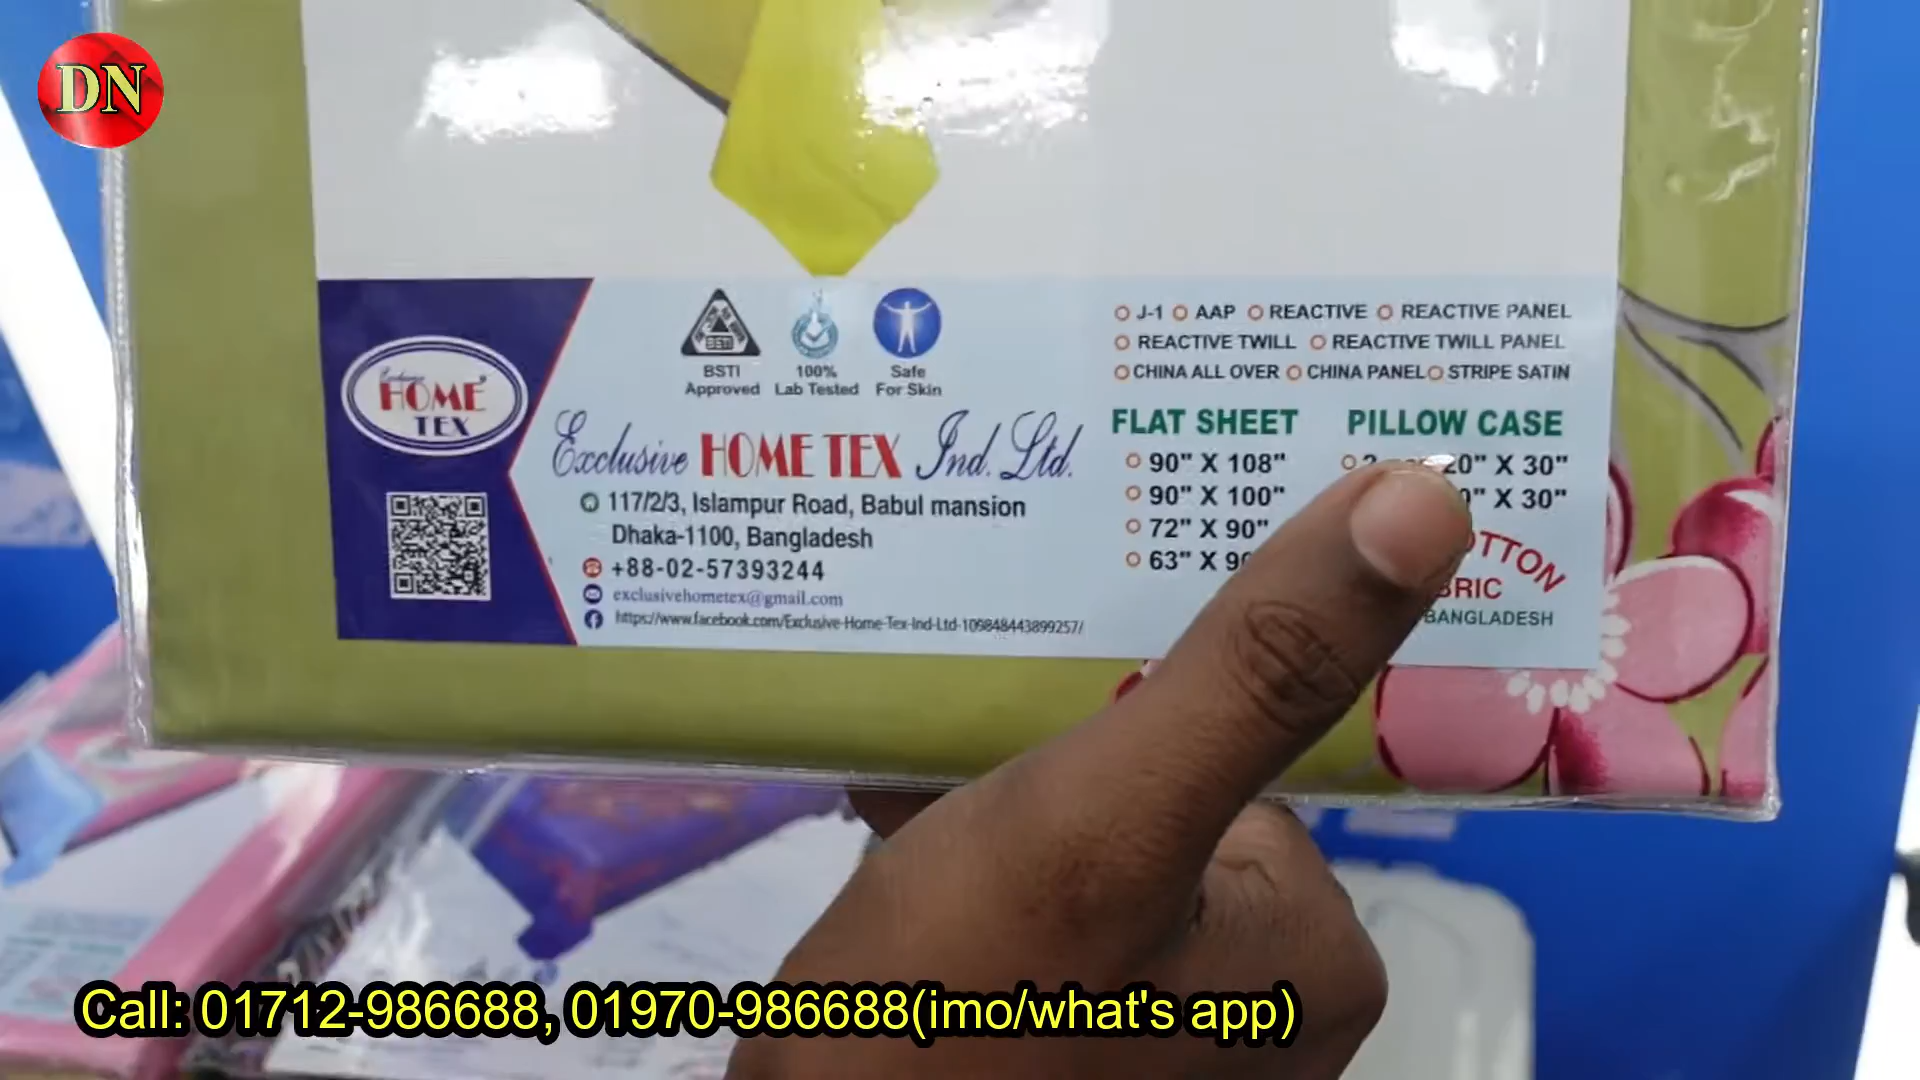 DN
J-1 AAP REACTIVE REACTIVE PANEL
REACTIVE TWILL REACTIVE TWILL PANEL
CHINA ALL OVER CHINA PANEL STRIPE SATIN
BSTI
BSTI Approved
100% Lab Tested
Safe For Skin
Exclusive
HOME
TEX
Exclusive HOME TEX Ind. Ltd.
117/2/3, Islampur Road, Babul mansion
Dhaka-1100, Bangladesh
+88-02-57393244
exclusivehometex@gmail.com
https://www.facebook.com/Exclusive-Home-Tex-Ind-Ltd-109848443899257/
FLAT SHEET
90" X 108"
90" X 100"
72" X 90"
63" X
PILLOW CASE
20" X 30"
X 30"
BANGLADESH
Call: 01712-986688, 01970-986688(imo/what's app)